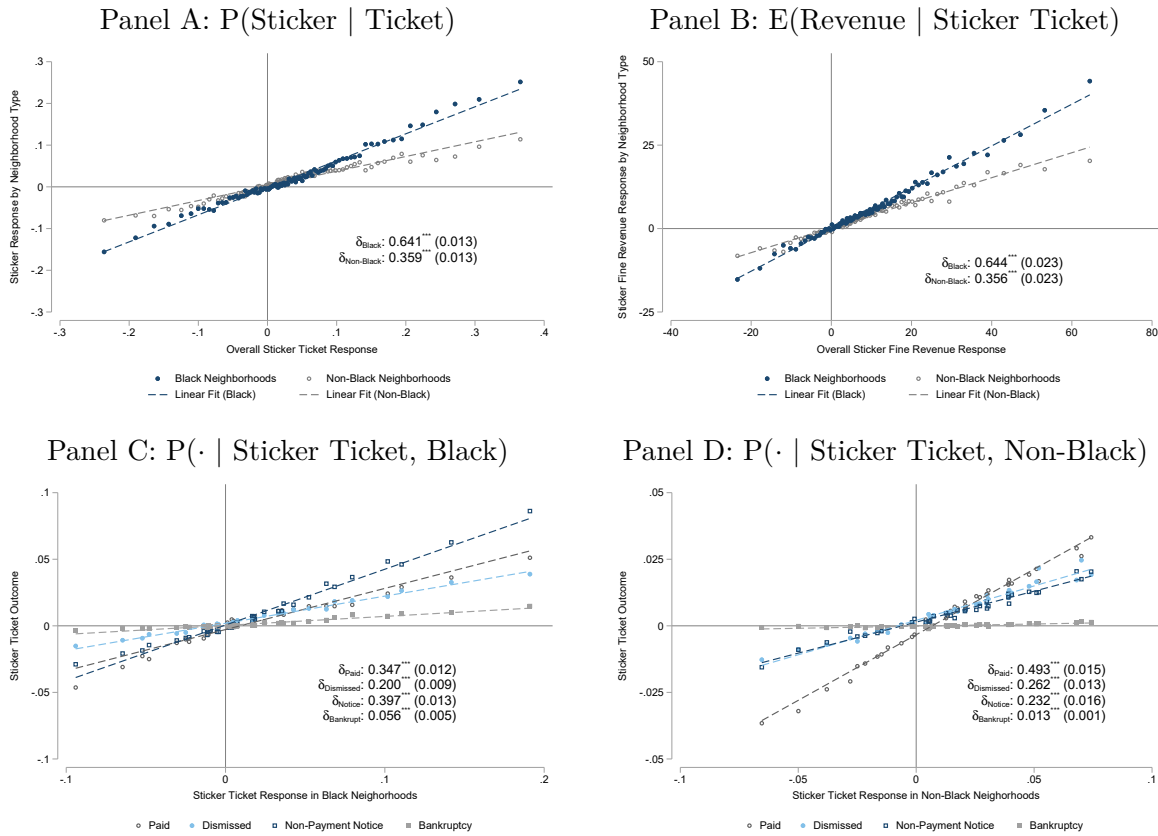 Panel A: P(Sticker | Ticket)
Sticker Response by Neighborhood Type
.3
.2
.1
0
-.1
-.2
-.3
δBlack: 0.641*** (0.013)
δNon-Black: 0.359*** (0.013)
-.3 -.2 -.1 0 .1 .2 .3 .4
Overall Sticker Ticket Response
Black Neighborhoods Non-Black Neighborhoods
Linear Fit (Black) Linear Fit (Non-Black)
Panel B: E(Revenue | Sticker Ticket)
Sticker Fine Revenue Response by Neighborhood Type
50
25
0
-25
δBlack: 0.644*** (0.023)
δNon-Black: 0.356*** (0.023)
-40 -20 0 20 40 60 80
Overall Sticker Fine Revenue Response
Black Neighborhoods Non-Black Neighborhoods
Linear Fit (Black) Linear Fit (Non-Black)
Panel C: P(· | Sticker Ticket, Black)
Sticker Ticket Outcome
.1
.05
0
-.05
-.1
δPaid: 0.347*** (0.012)
δDismissed: 0.200*** (0.009)
δNotice: 0.397*** (0.013)
δBankrupt: 0.056*** (0.005)
-.1 0 .1 .2
Sticker Ticket Response in Black Neighorhoods
Paid Dismissed Non-Payment Notice Bankruptcy
Panel D: P(· | Sticker Ticket, Non-Black)
Sticker Ticket Outcome
.05
.025
0
-.025
-.05
δPaid: 0.493*** (0.015)
δDismissed: 0.262*** (0.013)
δNotice: 0.232*** (0.016)
δBankrupt: 0.013*** (0.001)
-.1 -.05 0 .05 .1
Sticker Ticket Response in Non-Black Neighorhoods
Paid Dismissed Non-Payment Notice Bankruptcy